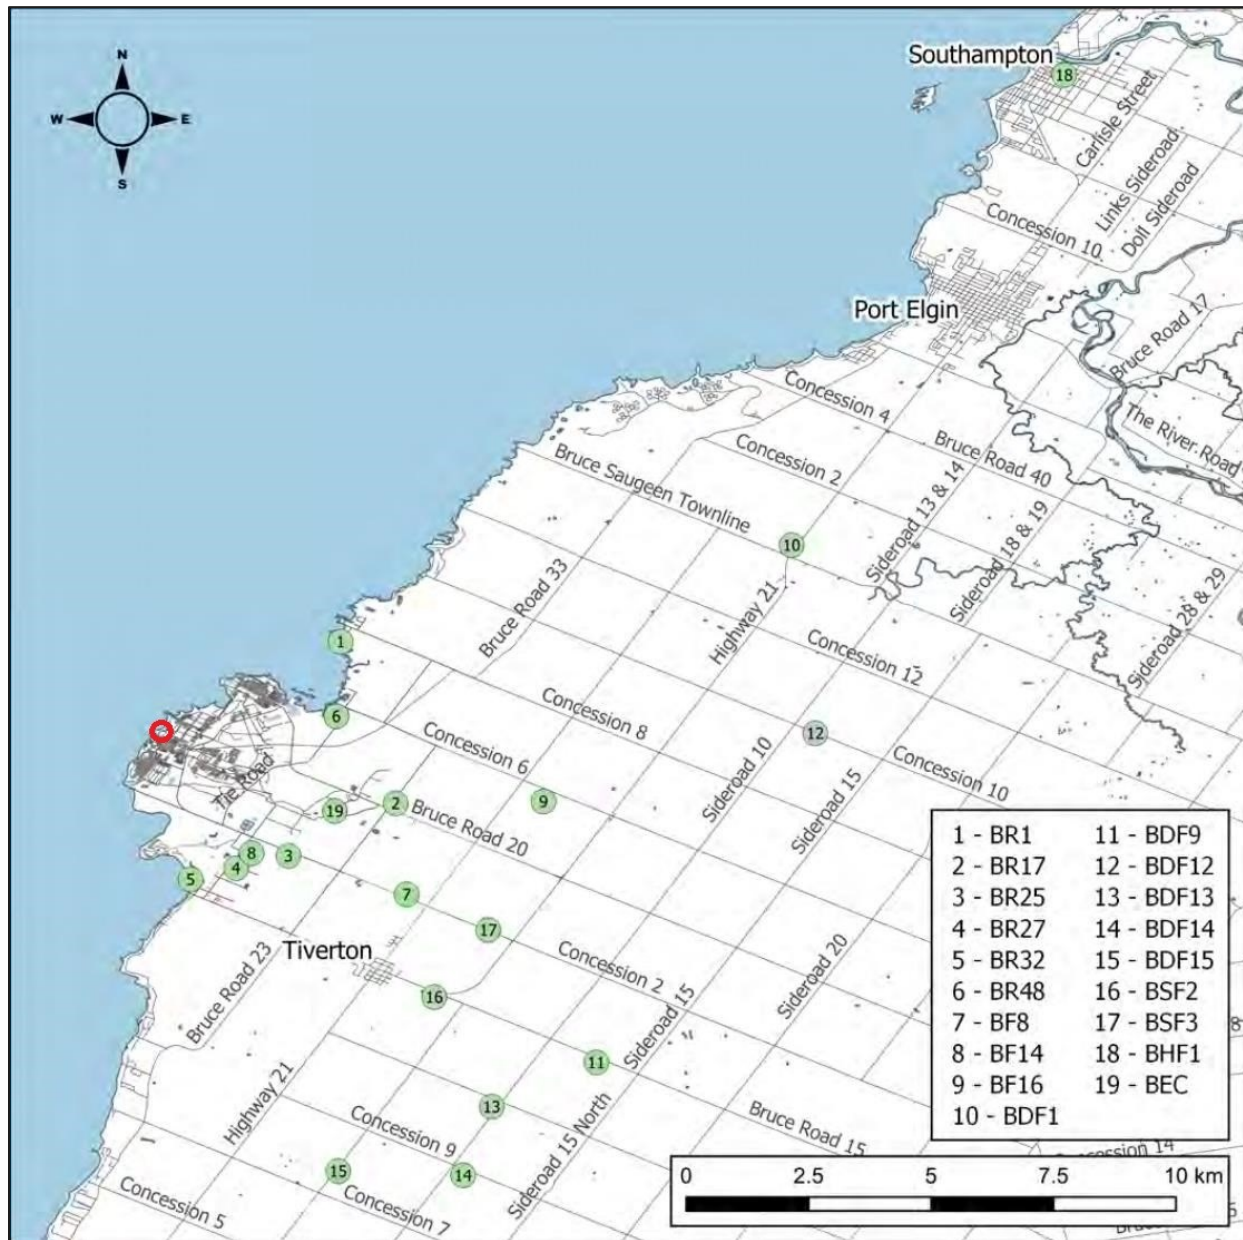 N
W E
S
Southampton
18
Carlisle Street
Links Sideroad
Doll Sideroad
Concession 10
Port Elgin
Bruce Road 17
Concession 4
The River Road
Concession 2
Bruce Road 40
Bruce Saugeen Townline
Sideroad 13 & 14
10
Sideroad 18 & 19
Bruce Road 33
Highway 21
Sideroad 28 & 29
1
Concession 12
6
Concession 8
12
Concession 6
Sideroad 10
Concession 10
Tie Road
19
2
Bruce Road 20
9
Sideroad 15
8
3
4
5
7
17
Tiverton
Concession 2
Sideroad 20
16
Bruce Road 23
Sideroad 15
11
Highway 21
13
Bruce Road 15
Concession 9
Sideroad 15 North
15
14
Concession 5
Concession 7
1 - BR1
2 - BR17
3 - BR25
4 - BR27
5 - BR32
6 - BR48
7 - BF8
8 - BF14
9 - BF16
10 - BDF1
11 - BDF9
12 - BDF12
13 - BDF13
14 - BDF14
15 - BDF15
16 - BSF2
17 - BSF3
18 - BHF1
19 - BEC
8
Concession 14
0 2.5 5 7.5 10 km